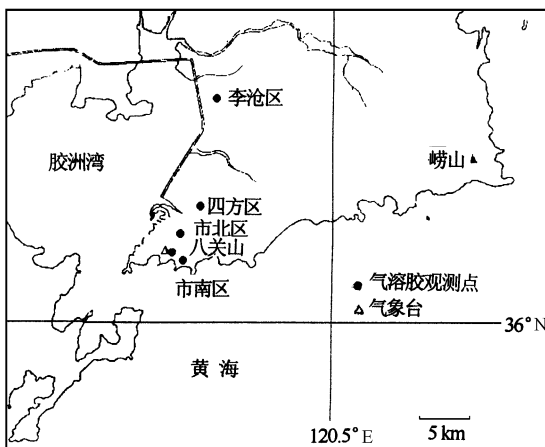 李沧区
胶洲湾
崂山
四方区
市北区
八关山
市南区
气溶胶观测点
气象台
36°N
黄海
120.5°E
5 km